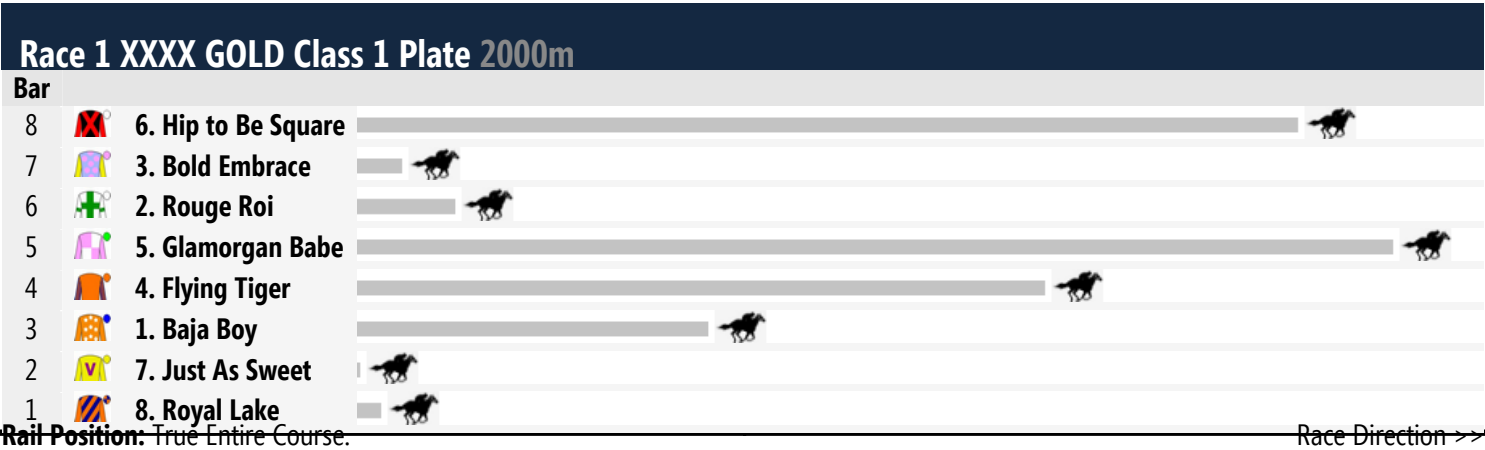 Race 1 XXXX GOLD Class 1 Plate 2000m
Bar
8 6. Hip to Be Square
7 3. Bold Embrace
6 2. Rouge Roi
5 5. Glamorgan Babe
4 4. Flying Tiger
3 1. Baja Boy
2 V 7. Just As Sweet
1 8. Royal Lake
Rail Position: True Entire Course. Race Direction >>